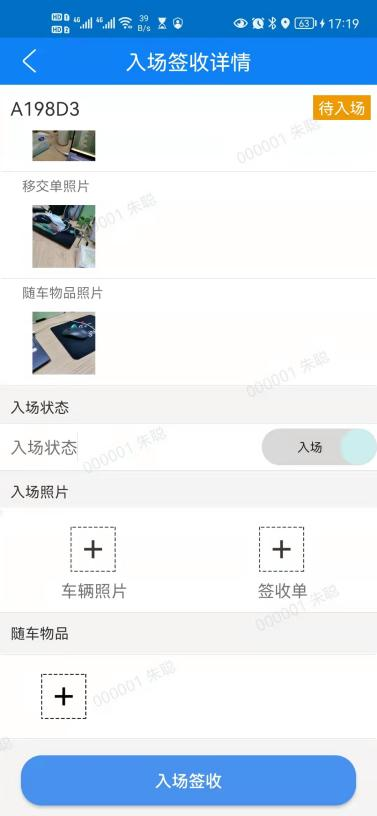 HD 1 HD 2 4G 4G 39 B/s 63 17:19
入场签收详情
A198D3 待入场
000001 朱聪
移交单照片
000001 朱聪
随车物品照片
000001 朱聪
入场状态
入场状态 入场
000001 朱聪
入场照片
+ +
车辆照片 签收单
000001 朱聪
随车物品
+
000001 朱聪
入场签收